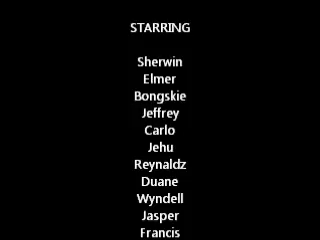 STARRING
Sherwin
Elmer
Bongskie
Jeffrey
Carlo
Jehu
Reynaldz
Duane
Wyndell
Jasper
Francis